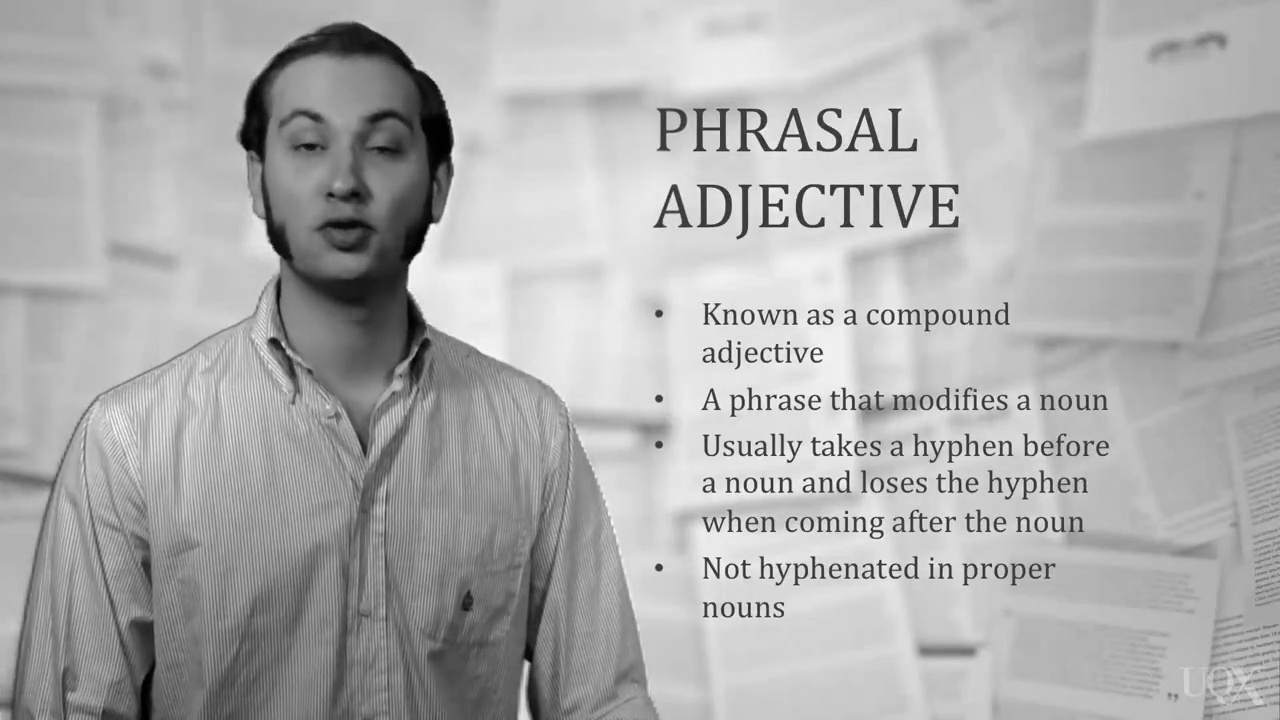 PHRASAL
ADJECTIVE
• Known as a compound
adjective
• A phrase that modifies a noun
• Usually takes a hyphen before
a noun and loses the hyphen
when coming after the noun
• Not hyphenated in proper
nouns
UQX